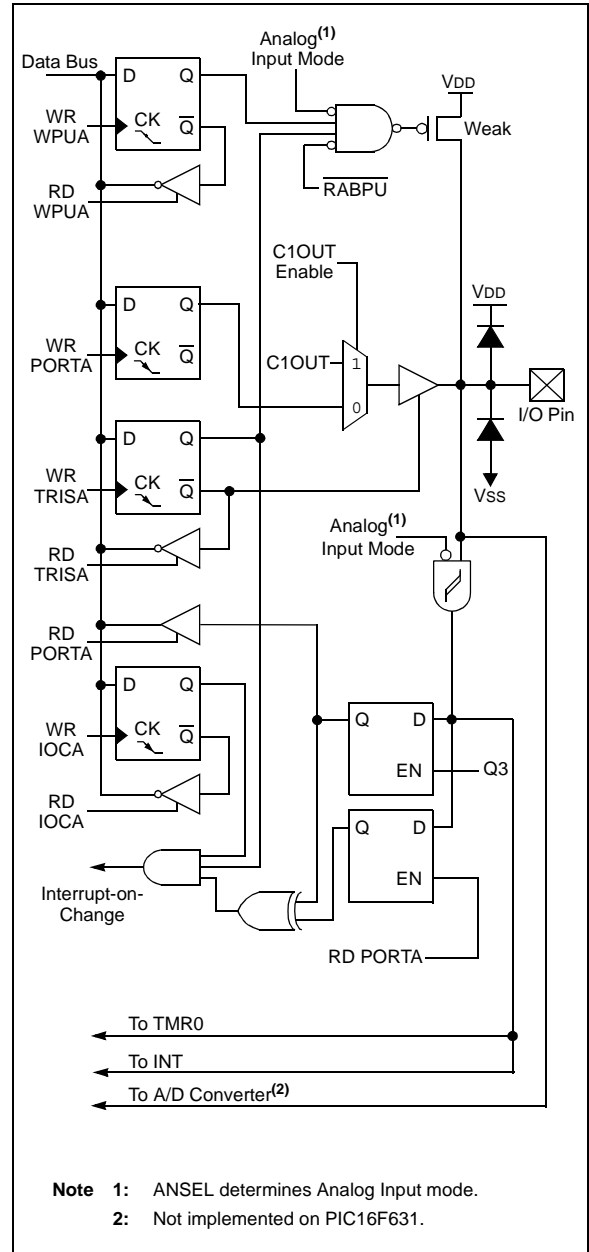 Analog(1)
Input Mode
VDD
Data Bus
D Q
WR
WPUA
CK Q
Weak
RD
WPUA
RABPU
C1OUT
Enable
VDD
D Q
WR
PORTA
CK Q
C1OUT
1
0
I/O Pin
D Q
WR
TRISA
CK Q
VSS
Analog(1)
Input Mode
RD
TRISA
RD
PORTA
D Q
WR
IOCA
CK Q
Q D
EN
Q3
RD
IOCA
Q D
EN
Interrupt-on-
Change
RD PORTA
To TMR0
To INT
To A/D Converter(2)
Note 1: ANSEL determines Analog Input mode.
2: Not implemented on PIC16F631.